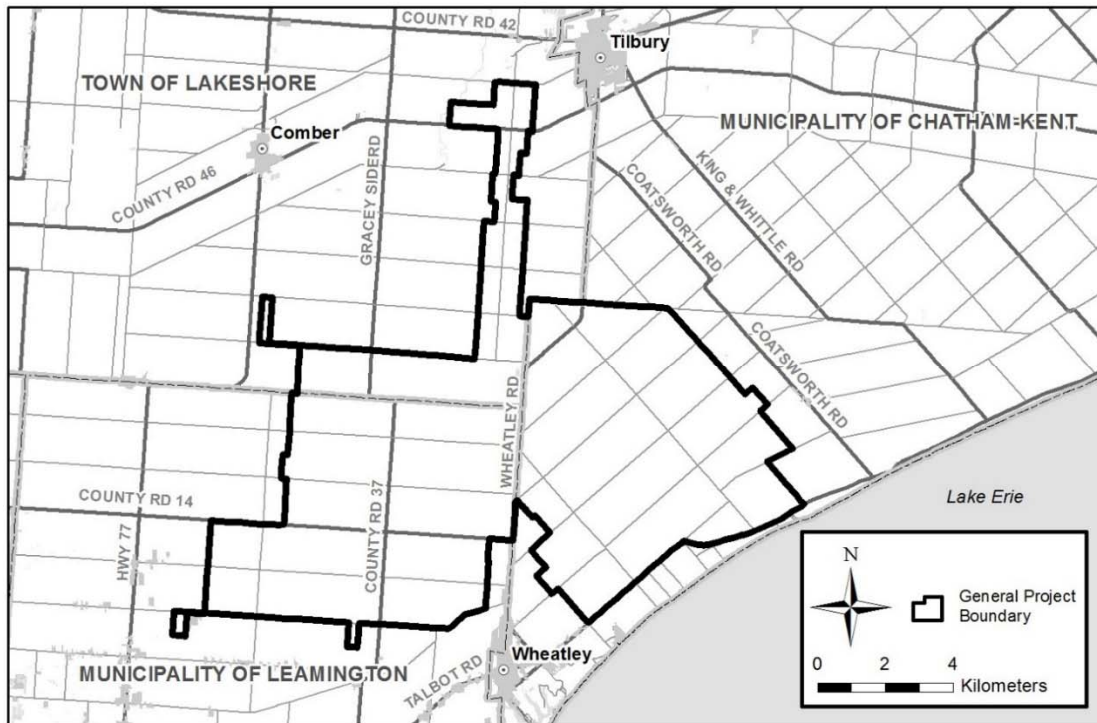 COUNTY RD 42
Tilbury
TOWN OF LAKESHORE
Comber
MUNICIPALITY OF CHATHAM-KENT
COUNTY RD 46
GRACEY SIDERD
COATSWORTH RD
KING & WHITTLE RD
COATSWORTH RD
WHEATLEY RD
COUNTY RD 14
HWY 77
COUNTY RD 37
Lake Erie
MUNICIPALITY OF LEAMINGTON
TALBOT RD
Wheatley
N
General Project
Boundary
0 2 4
Kilometers